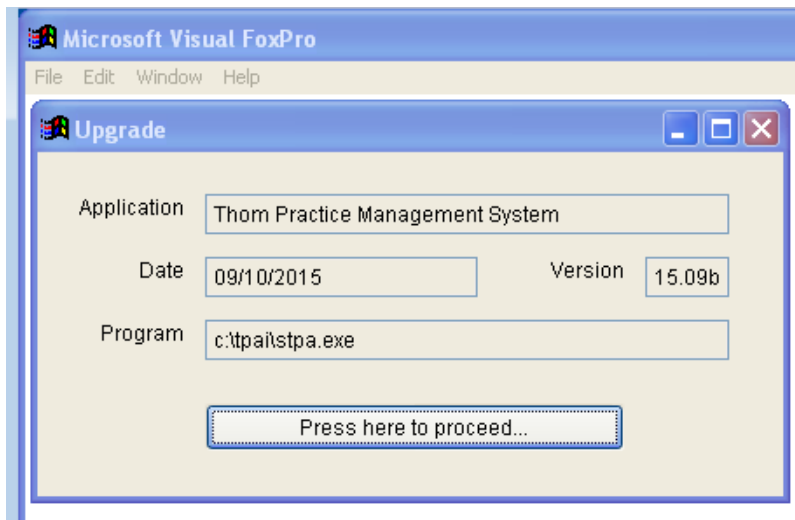 Microsoft Visual FoxPro
File Edit Window Help
Upgrade
Application Thom Practice Management System
Date 09/10/2015 Version 15.09b
Program c:\tpai\stpa.exe
Press here to proceed...